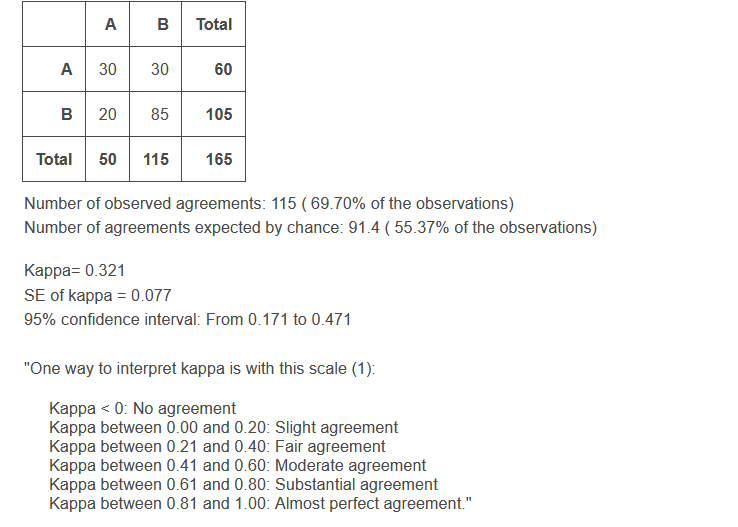 A B Total
A 30 30 60
B 20 85 105
Total 50 115 165
Number of observed agreements: 115 ( 69.70% of the observations)
Number of agreements expected by chance: 91.4 ( 55.37% of the observations)
Kappa= 0.321
SE of kappa = 0.077
95% confidence interval: From 0.171 to 0.471
"One way to interpret kappa is with this scale (1):
Kappa < 0: No agreement
Kappa between 0.00 and 0.20: Slight agreement
Kappa between 0.21 and 0.40: Fair agreement
Kappa between 0.41 and 0.60: Moderate agreement
Kappa between 0.61 and 0.80: Substantial agreement
Kappa between 0.81 and 1.00: Almost perfect agreement."